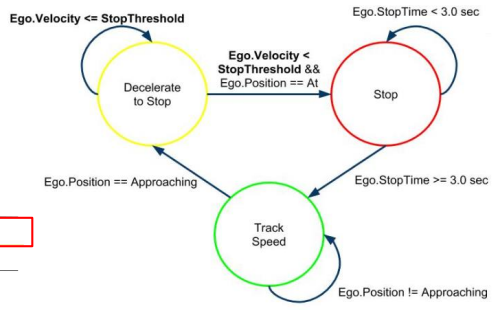 Ego.Velocity <= StopThreshold
Ego.StopTime < 3.0 sec
Ego.Velocity <
StopThreshold &&
Ego.Position == At
Decelerate
to Stop
Stop
Ego.Position == Approaching
Ego.StopTime >= 3.0 sec
Track
Speed
Ego.Position != Approaching